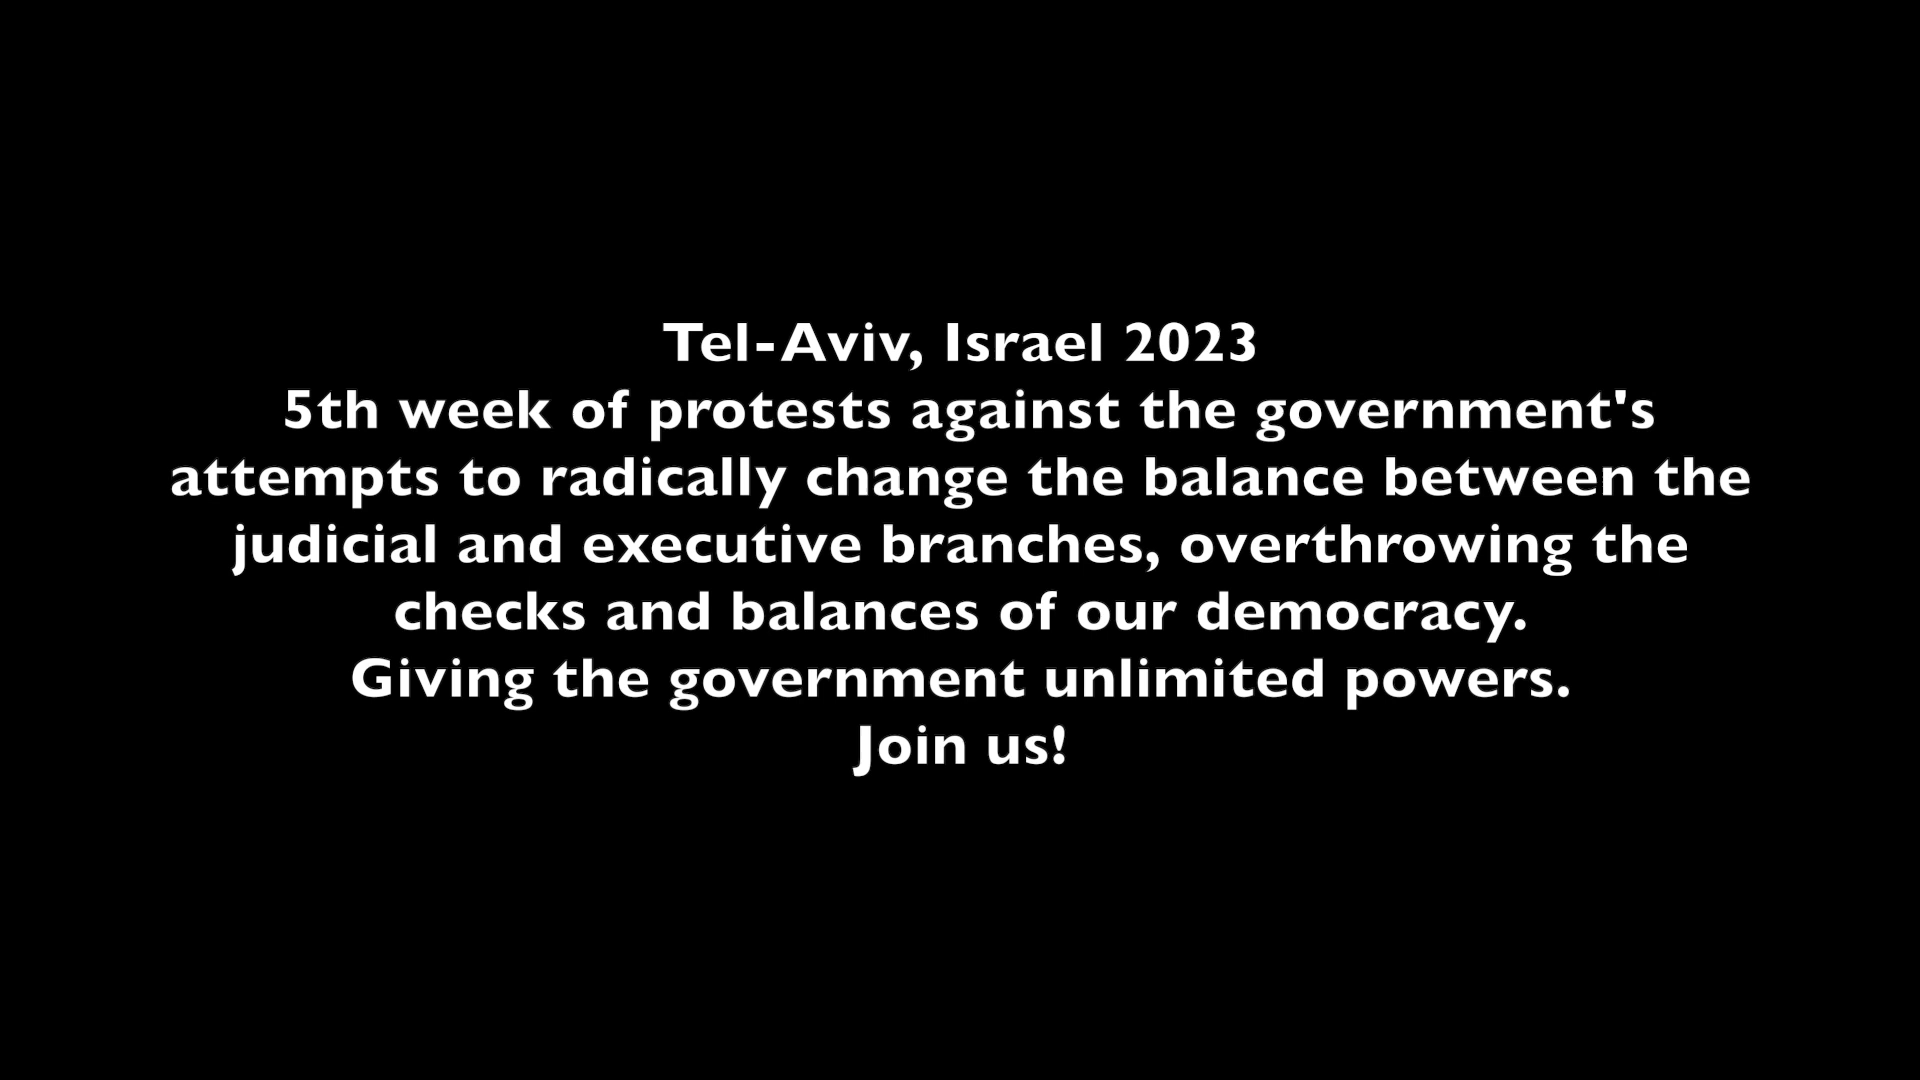 Tel-Aviv, Israel 2023
5th week of protests against the government's
attempts to radically change the balance between the
judicial and executive branches, overthrowing the
checks and balances of our democracy.
Giving the government unlimited powers.
Join us!